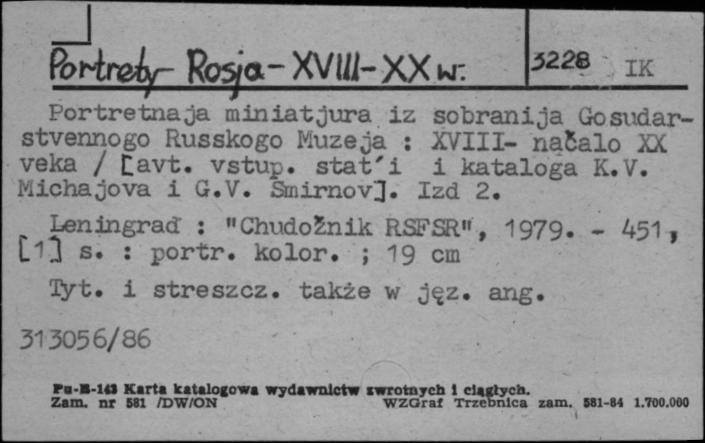 Portrety - Rosja - XVIII-XX w. 3228 IK
Portretnaja miniatjura iz sobranija Gosudar-
stvennogo Russkogo Muzeja : XVIII- načalo XX
veka / [avt. vstup. stat'i i kataloga K.V.
Michajova i G.V. Smirnov]. Izd 2.
Leningrad : "Chudožnik RSFSR", 1979. - 451,
[1] s. : portr. kolor. ; 19 cm
Tyt. i streszcz. także w jęz. ang.
313056/86
Pu-B-143 Karta katalogowa wydawnictw zwrotnych i ciągłych.
Zam. nr 581 /DW/ON WZGraf Trzebnica zam. 581-84 1.700.000